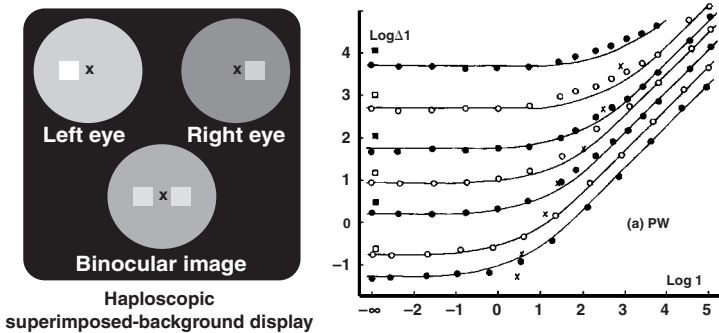 x
x
Left eye
Right eye
x
Binocular image
Haploscopic
superimposed-background display
LogΔ1
4
3
2
1
0
−1
(a) PW
Log 1
−∞ −2 −1 0 1 2 3 4 5